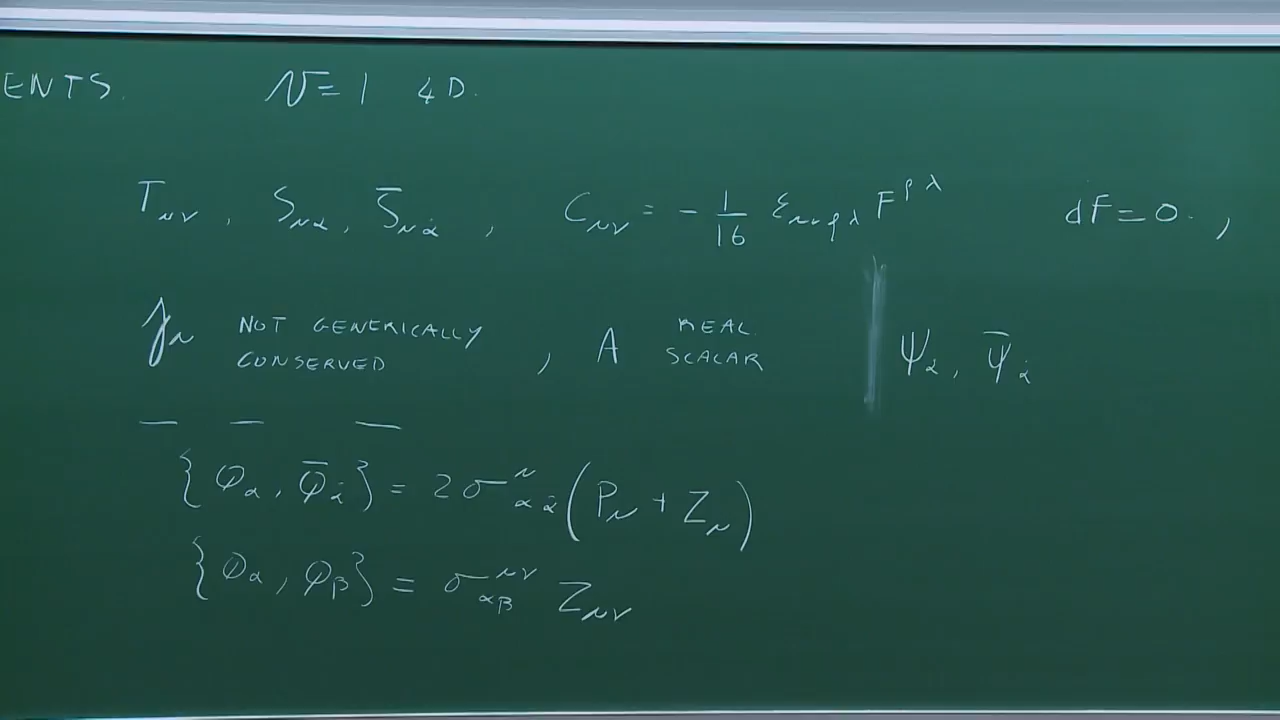 ENTS. N=1 4D.
T_μν , S_μα , S̄_μα̇ , C_μν = - 1/16 ε_μνρλ F^ρλ dF = 0. ,
j_μ NOT GENERICALLY CONSERVED , A REAL SCALAR ψ_α , ψ̄_α̇
{Q_α , Q̄_α̇} = 2σ^μ_αα̇ (P_μ + Z_μ)
{Q_α , Q_β} = σ^μν_αβ Z_μν